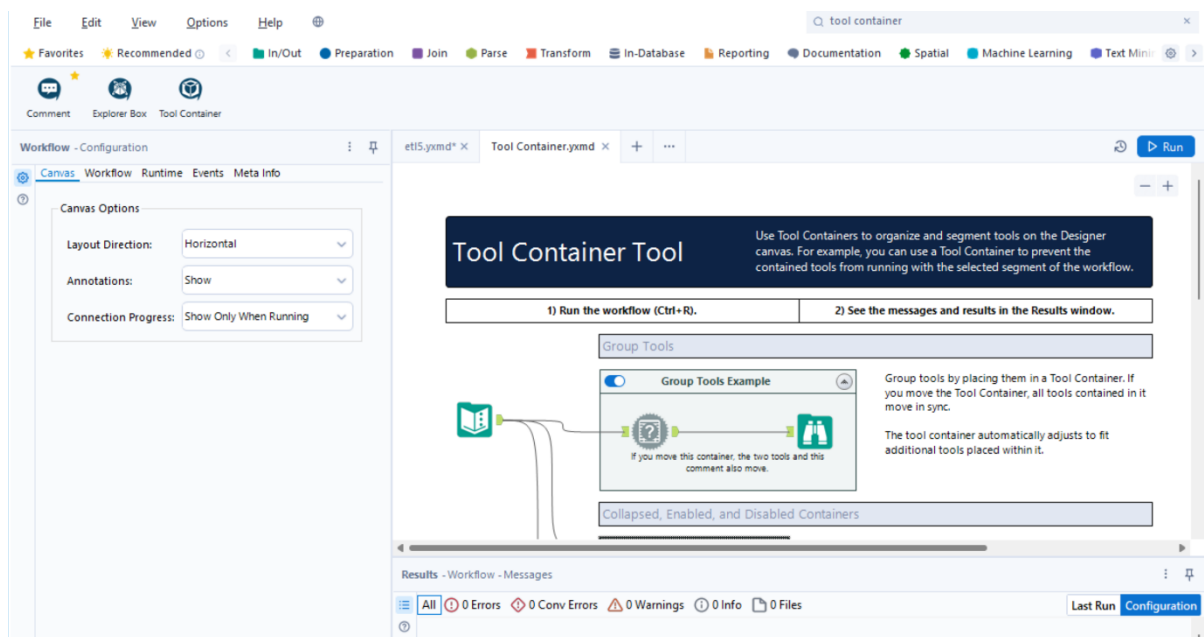 File Edit View Options Help tool container
Favorites Recommended In/Out Preparation Join Parse Transform In-Database Reporting Documentation Spatial Machine Learning Text Mini
Comment Explorer Box Tool Container
Workflow - Configuration
Canvas Workflow Runtime Events Meta Info
Canvas Options
Layout Direction: Horizontal
Annotations: Show
Connection Progress: Show Only When Running
etl5.yxmd* Tool Container.yxmd Run
Tool Container Tool
Use Tool Containers to organize and segment tools on the Designer
canvas. For example, you can use a Tool Container to prevent the
contained tools from running with the selected segment of the workflow.
1) Run the workflow (Ctrl+R). 2) See the messages and results in the Results window.
Group Tools
Group Tools Example
If you move this container, the two tools and this
comment also move.
Group tools by placing them in a Tool Container. If
you move the Tool Container, all tools contained in it
move in sync.
The tool container automatically adjusts to fit
additional tools placed within it.
Collapsed, Enabled, and Disabled Containers
Results - Workflow - Messages
All 0 Errors 0 Conv Errors 0 Warnings 0 Info 0 Files Last Run Configuration